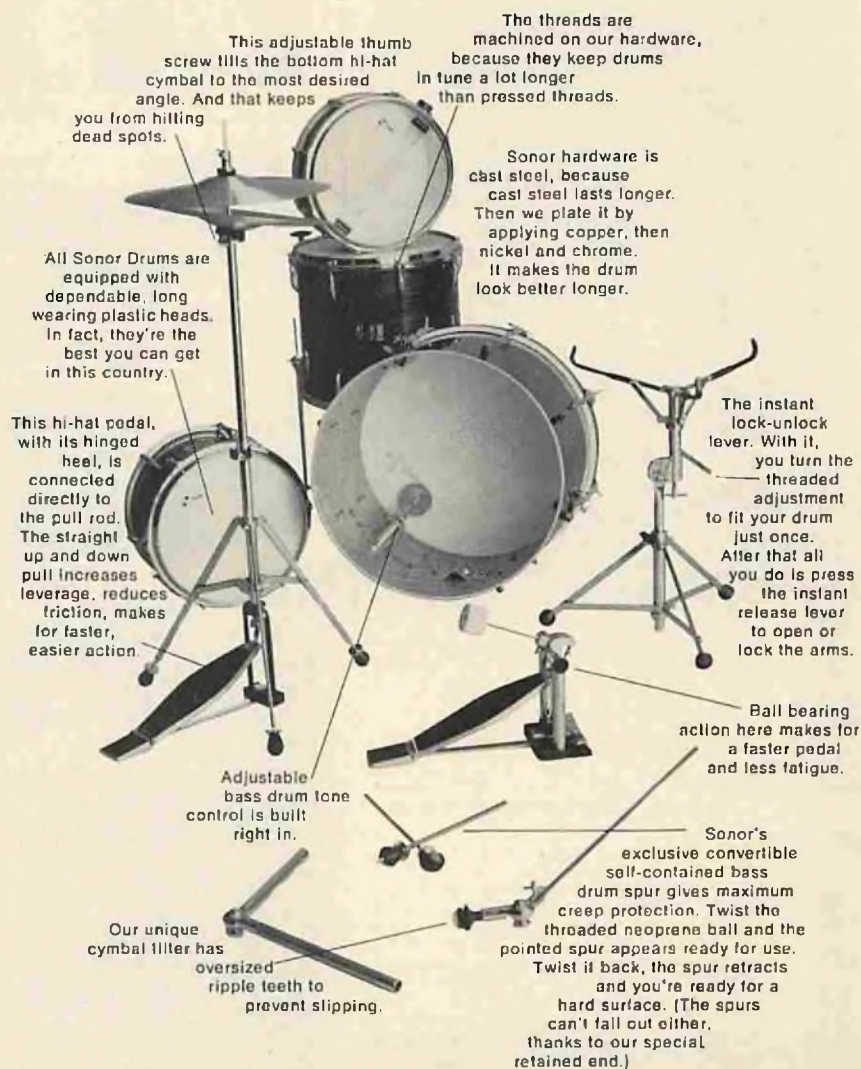 This adjustable thumb
screw tilts the bottom hi-hat
cymbal to the most desired
angle. And that keeps
you from hitting
dead spots.
The threads are
machined on our hardware,
because they keep drums
in tune a lot longer
than pressed threads.
Sonor hardware is
cast steel, because
cast steel lasts longer.
Then we plate it by
applying copper, then
nickel and chrome.
It makes the drum
look better longer.
All Sonor Drums are
equipped with
dependable, long
wearing plastic heads.
In fact, they're the
best you can get
in this country.
This hi-hat pedal,
with its hinged
heel, is
connected
directly to
the pull rod.
The straight
up and down
pull increases
leverage, reduces
friction, makes
for faster,
easier action.
The instant
lock-unlock
lever. With it,
you turn the
threaded
adjustment
to fit your drum
just once.
After that all
you do is press
the instant
release lever
to open or
lock the arms.
Ball bearing
action here makes for
a faster pedal
and less fatigue.
Adjustable
bass drum tone
control is built
right in.
Sonor's
exclusive convertible
self-contained bass
drum spur gives maximum
creep protection. Twist the
threaded neoprene ball and the
pointed spur appears ready for use.
Twist it back, the spur retracts
and you're ready for a
hard surface. (The spurs
can't fall out either,
thanks to our special
retained end.)
Our unique
cymbal tilter has
oversized
ripple teeth to
prevent slipping.